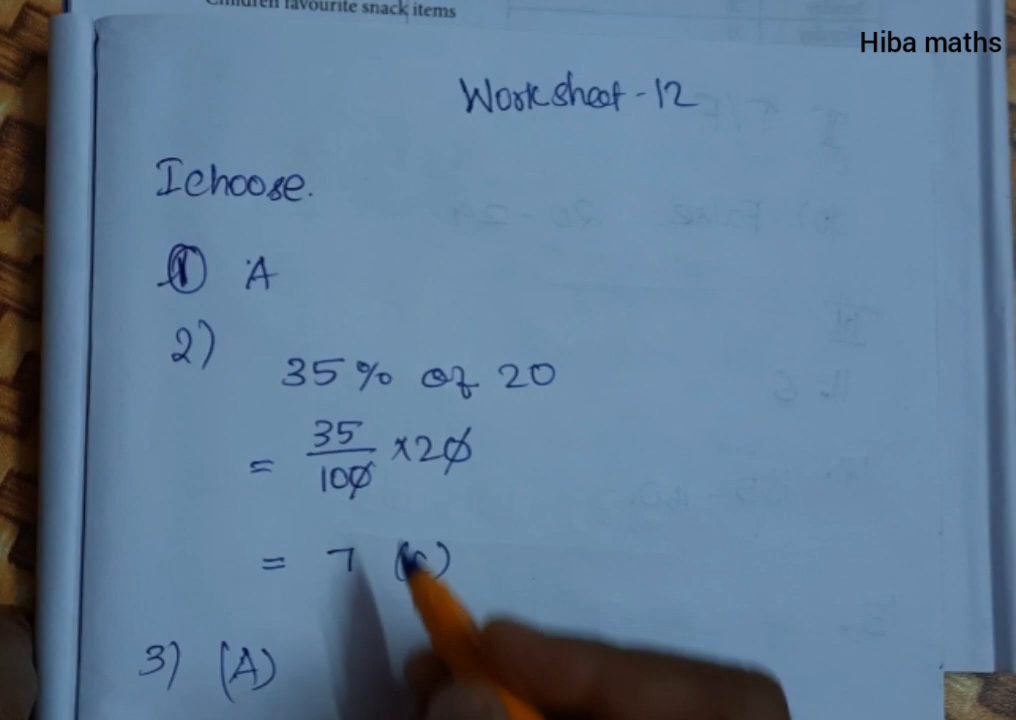 Children favourite snack items
Hiba maths
Worksheet - 12
I choose.
1) A
2)
35% of 20
= 35/100 × 20
= 7
3) (A)